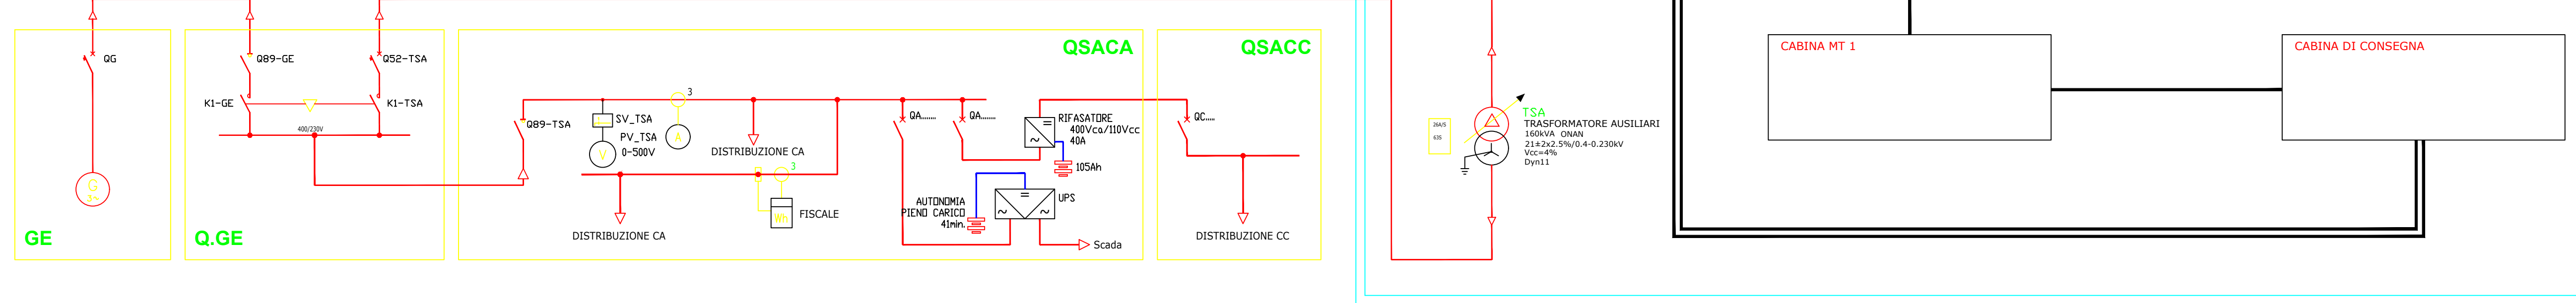 GE
QG
G
3~
Q.GE
Q89-GE
Q52-TSA
K1-GE
K1-TSA
400/230V
QSACA
Q89-TSA
SV_TSA
PV_TSA
0-500V
V
A
3
DISTRIBUZIONE CA
DISTRIBUZIONE CA
3
Wh
FISCALE
QA........
QA........
RIFASATORE
400Vca/110Vcc
40A
105Ah
AUTONOMIA
PIENO CARICO
41min.
UPS
Scada
QSACC
QC.....
DISTRIBUZIONE CC
26A/S
63S
TSA
TRASFORMATORE AUSILIARI
160kVA ONAN
21±2x2.5%/0.4-0.230kV
Vcc=4%
Dyn11
CABINA MT 1
CABINA DI CONSEGNA